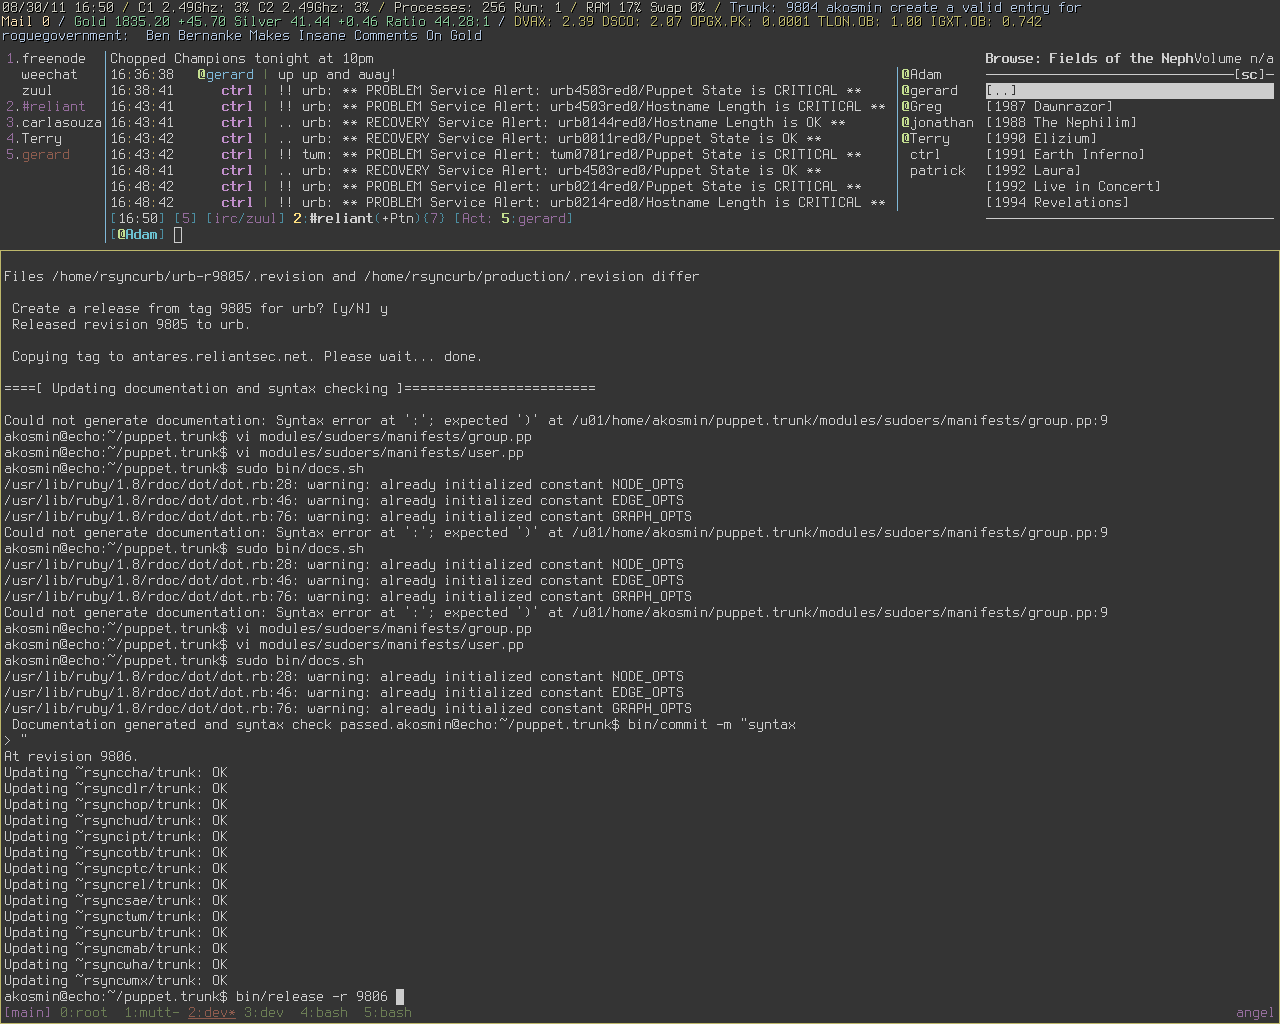 08/30/11 16:50 / C1 2.49Ghz: 3% C2 2.49Ghz: 3% / Processes: 256 Run: 1 / RAM 17% Swap 0% / Trunk: 9804 akosmin create a valid entry for
Mail 0 / Gold 1835.20 +45.70 Silver 41.44 +0.46 Ratio 44.28:1 / DVAX: 2.39 DSCO: 2.07 OPGX.PK: 0.0001 TLON.OB: 1.00 IGXT.OB: 0.742
roguegovernment: Ben Bernanke Makes Insane Comments On Gold
1.freenode
weechat
zuul
2.#reliant
3.carlasouza
4.Terry
5.gerard
Chopped Champions tonight at 10pm
16:36:38 @gerard | up up and away!
16:38:41 ctrl | !! urb: ** PROBLEM Service Alert: urb4503red0/Puppet State is CRITICAL **
16:43:41 ctrl | !! urb: ** PROBLEM Service Alert: urb4503red0/Hostname Length is CRITICAL **
16:43:41 ctrl | .. urb: ** RECOVERY Service Alert: urb0144red0/Hostname Length is OK **
16:43:42 ctrl | .. urb: ** RECOVERY Service Alert: urb0011red0/Puppet State is OK **
16:43:42 ctrl | !! twm: ** PROBLEM Service Alert: twm0701red0/Puppet State is CRITICAL **
16:48:41 ctrl | .. urb: ** RECOVERY Service Alert: urb4503red0/Puppet State is OK **
16:48:42 ctrl | !! urb: ** PROBLEM Service Alert: urb0214red0/Puppet State is CRITICAL **
16:48:42 ctrl | !! urb: ** PROBLEM Service Alert: urb0214red0/Hostname Length is CRITICAL **
[16:50] [5] [irc/zuul] 2:#reliant(+Ptn)(7) [Act: 5:gerard]
[@Adam]
@Adam
@gerard
@Greg
@jonathan
@Terry
ctrl
patrick
Browse: Fields of the NephVolume n/a
[sc]
[..]
[1987 Dawnrazor]
[1988 The Nephilim]
[1990 Elizium]
[1991 Earth Inferno]
[1992 Laura]
[1992 Live in Concert]
[1994 Revelations]
Files /home/rsyncurb/urb-r9805/.revision and /home/rsyncurb/production/.revision differ
Create a release from tag 9805 for urb? [y/N] y
Released revision 9805 to urb.
Copying tag to antares.reliantsec.net. Please wait... done.
====[ Updating documentation and syntax checking ]========================
Could not generate documentation: Syntax error at ':'; expected ')' at /u01/home/akosmin/puppet.trunk/modules/sudoers/manifests/group.pp:9
akosmin@echo:~/puppet.trunk$ vi modules/sudoers/manifests/group.pp
akosmin@echo:~/puppet.trunk$ vi modules/sudoers/manifests/user.pp
akosmin@echo:~/puppet.trunk$ sudo bin/docs.sh
/usr/lib/ruby/1.8/rdoc/dot/dot.rb:28: warning: already initialized constant NODE_OPTS
/usr/lib/ruby/1.8/rdoc/dot/dot.rb:46: warning: already initialized constant EDGE_OPTS
/usr/lib/ruby/1.8/rdoc/dot/dot.rb:76: warning: already initialized constant GRAPH_OPTS
Could not generate documentation: Syntax error at ':'; expected ')' at /u01/home/akosmin/puppet.trunk/modules/sudoers/manifests/group.pp:9
akosmin@echo:~/puppet.trunk$ sudo bin/docs.sh
/usr/lib/ruby/1.8/rdoc/dot/dot.rb:28: warning: already initialized constant NODE_OPTS
/usr/lib/ruby/1.8/rdoc/dot/dot.rb:46: warning: already initialized constant EDGE_OPTS
/usr/lib/ruby/1.8/rdoc/dot/dot.rb:76: warning: already initialized constant GRAPH_OPTS
Could not generate documentation: Syntax error at ':'; expected ')' at /u01/home/akosmin/puppet.trunk/modules/sudoers/manifests/group.pp:9
akosmin@echo:~/puppet.trunk$ vi modules/sudoers/manifests/group.pp
akosmin@echo:~/puppet.trunk$ vi modules/sudoers/manifests/user.pp
akosmin@echo:~/puppet.trunk$ sudo bin/docs.sh
/usr/lib/ruby/1.8/rdoc/dot/dot.rb:28: warning: already initialized constant NODE_OPTS
/usr/lib/ruby/1.8/rdoc/dot/dot.rb:46: warning: already initialized constant EDGE_OPTS
/usr/lib/ruby/1.8/rdoc/dot/dot.rb:76: warning: already initialized constant GRAPH_OPTS
Documentation generated and syntax check passed.akosmin@echo:~/puppet.trunk$ bin/commit -m "syntax
> "
At revision 9806.
Updating ~rsynccha/trunk: OK
Updating ~rsyncdlr/trunk: OK
Updating ~rsynchop/trunk: OK
Updating ~rsynchud/trunk: OK
Updating ~rsyncipt/trunk: OK
Updating ~rsyncotb/trunk: OK
Updating ~rsyncptc/trunk: OK
Updating ~rsyncrel/trunk: OK
Updating ~rsyncsae/trunk: OK
Updating ~rsynctwm/trunk: OK
Updating ~rsyncurb/trunk: OK
Updating ~rsyncmab/trunk: OK
Updating ~rsyncwha/trunk: OK
Updating ~rsyncwmx/trunk: OK
akosmin@echo:~/puppet.trunk$ bin/release -r 9806
[main] 0:root 1:mutt- 2:dev* 3:dev 4:bash 5:bash angel